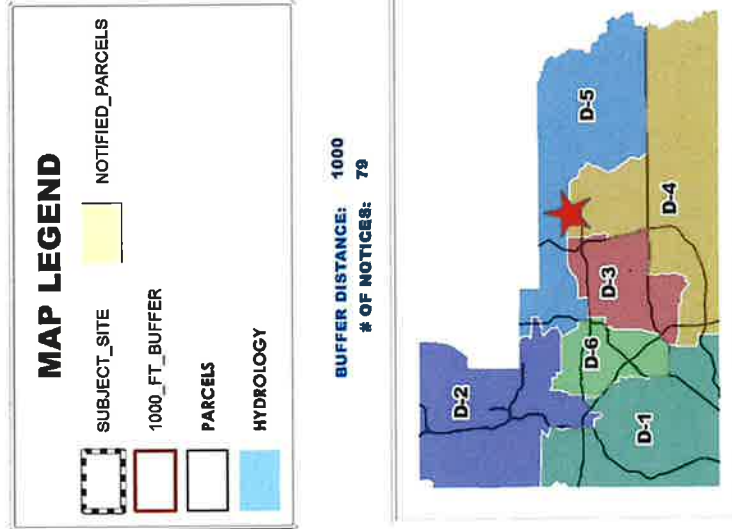 MAP LEGEND
SUBJECT_SITE
NOTIFIED_PARCELS
1000_FT_BUFFER
PARCELS
HYDROLOGY
BUFFER DISTANCE: 1000
# OF NOTICES: 79
D-2
D-5
D-6
D-3
D-4
D-1